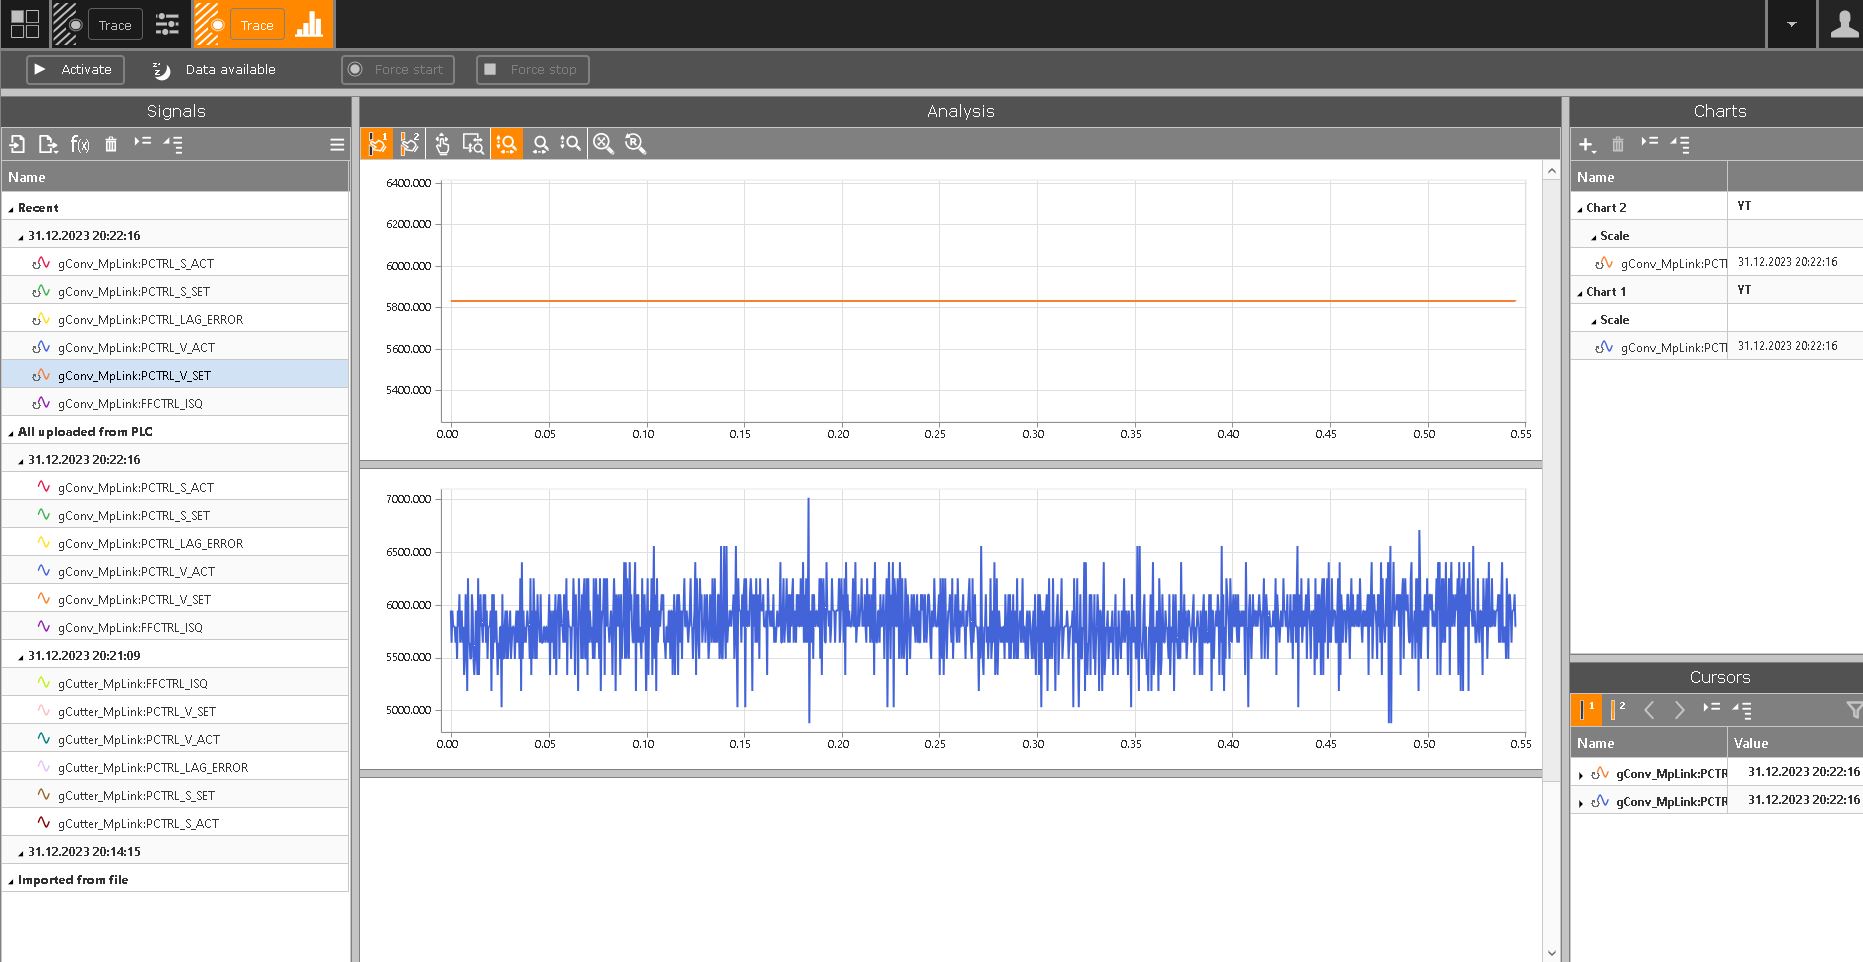 Trace
Trace
Activate
Data available
Force start
Force stop
Signals
Name
Recent
31.12.2023 20:22:16
gConv_MpLink:PCTRL_S_ACT
gConv_MpLink:PCTRL_S_SET
gConv_MpLink:PCTRL_LAG_ERROR
gConv_MpLink:PCTRL_V_ACT
gConv_MpLink:PCTRL_V_SET
gConv_MpLink:FFCTRL_ISQ
All uploaded from PLC
31.12.2023 20:22:16
gConv_MpLink:PCTRL_S_ACT
gConv_MpLink:PCTRL_S_SET
gConv_MpLink:PCTRL_LAG_ERROR
gConv_MpLink:PCTRL_V_ACT
gConv_MpLink:PCTRL_V_SET
gConv_MpLink:FFCTRL_ISQ
31.12.2023 20:21:09
gCutter_MpLink:FFCTRL_ISQ
gCutter_MpLink:PCTRL_V_SET
gCutter_MpLink:PCTRL_V_ACT
gCutter_MpLink:PCTRL_LAG_ERROR
gCutter_MpLink:PCTRL_S_SET
gCutter_MpLink:PCTRL_S_ACT
31.12.2023 20:14:15
Imported from file
f(x)
Analysis
1
2
X
R
6400.000
6200.000
6000.000
5800.000
5600.000
5400.000
0.00 0.05 0.10 0.15 0.20 0.25 0.30 0.35 0.40 0.45 0.50 0.55
7000.000
6500.000
6000.000
5500.000
5000.000
0.00 0.05 0.10 0.15 0.20 0.25 0.30 0.35 0.40 0.45 0.50 0.55
Charts
Name
Chart 2 YT
Scale
gConv_MpLink:PCTI 31.12.2023 20:22:16
Chart 1 YT
Scale
gConv_MpLink:PCTI 31.12.2023 20:22:16
Cursors
1 2
Name Value
gConv_MpLink:PCTR 31.12.2023 20:22:16
gConv_MpLink:PCTR 31.12.2023 20:22:16